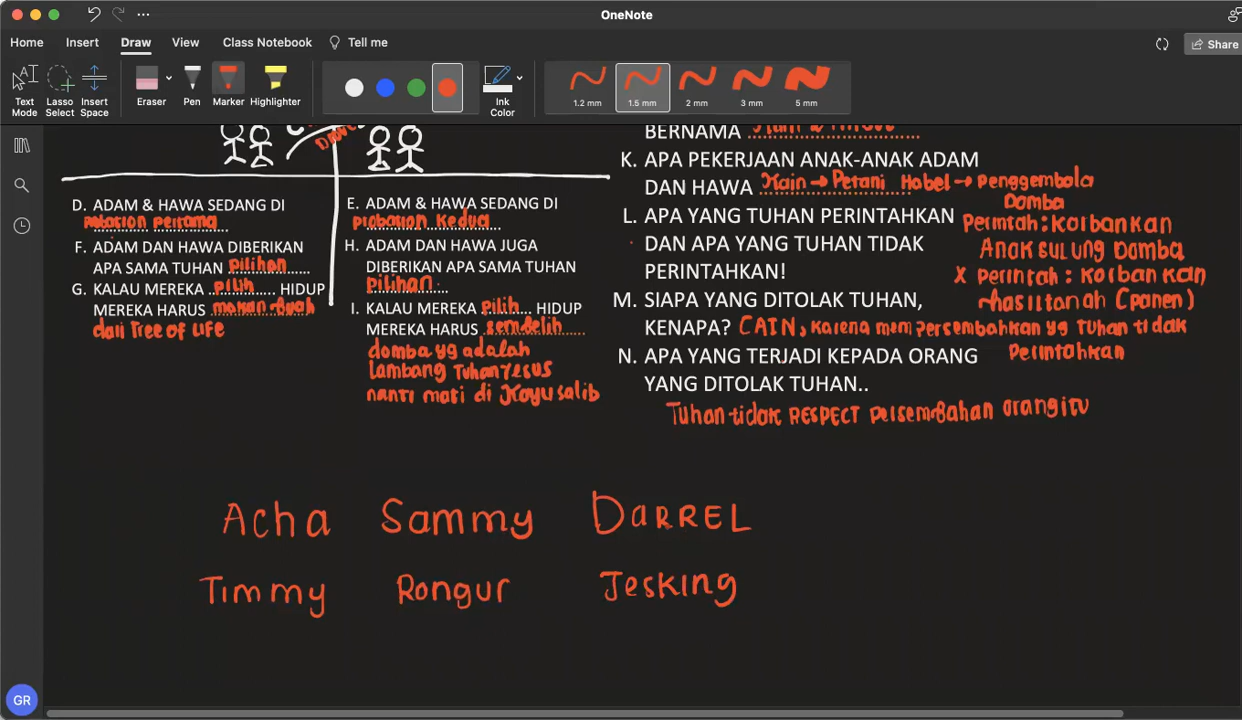 OneNote
Home Insert Draw View Class Notebook Tell me
Share
Text Mode
Lasso Select
Insert Space
Eraser
Pen
Marker
Highlighter
Ink Color
1.2 mm
1.5 mm
2 mm
3 mm
5 mm
D. ADAM & HAWA SEDANG DI
probation pertama
F. ADAM DAN HAWA DIBERIKAN
APA SAMA TUHAN pilihan
G. KALAU MEREKA pilih HIDUP
MEREKA HARUS makan Buah
dari Tree of LIFE
E. ADAM & HAWA SEDANG DI
probation kedua
H. ADAM DAN HAWA JUGA
DIBERIKAN APA SAMA TUHAN
pilihan
I. KALAU MEREKA pilih HIDUP
MEREKA HARUS sembelih
domba yg adalah
lambang Tuhan Yesus
nanti mati di Kayu salib
BERNAMA
K. APA PEKERJAAN ANAK-ANAK ADAM
DAN HAWA Kain → Petani Habel → penggembala
Domba
L. APA YANG TUHAN PERINTAHKAN
DAN APA YANG TUHAN TIDAK
PERINTAHKAN!
Perintah : Korbankan
Anak sulung Domba
X perintah : korbankan
Hasil tanah (panen)
M. SIAPA YANG DITOLAK TUHAN,
KENAPA? CAIN, karena mempersembahkan yg Tuhan tidak
Perintahkan
N. APA YANG TERJADI KEPADA ORANG
YANG DITOLAK TUHAN..
Tuhan tidak RESPECT persembahan orang itu
Acha Sammy DARREL
Timmy Rongur Jesking
GR